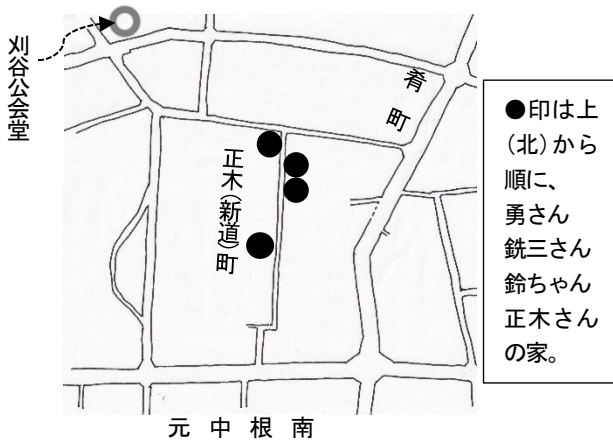 刈谷公会堂
肴町
正木(新道)町
元中根南
●印は上
(北)から
順に、
勇さん
銑三さん
鈴ちゃん
正木さん
の家。